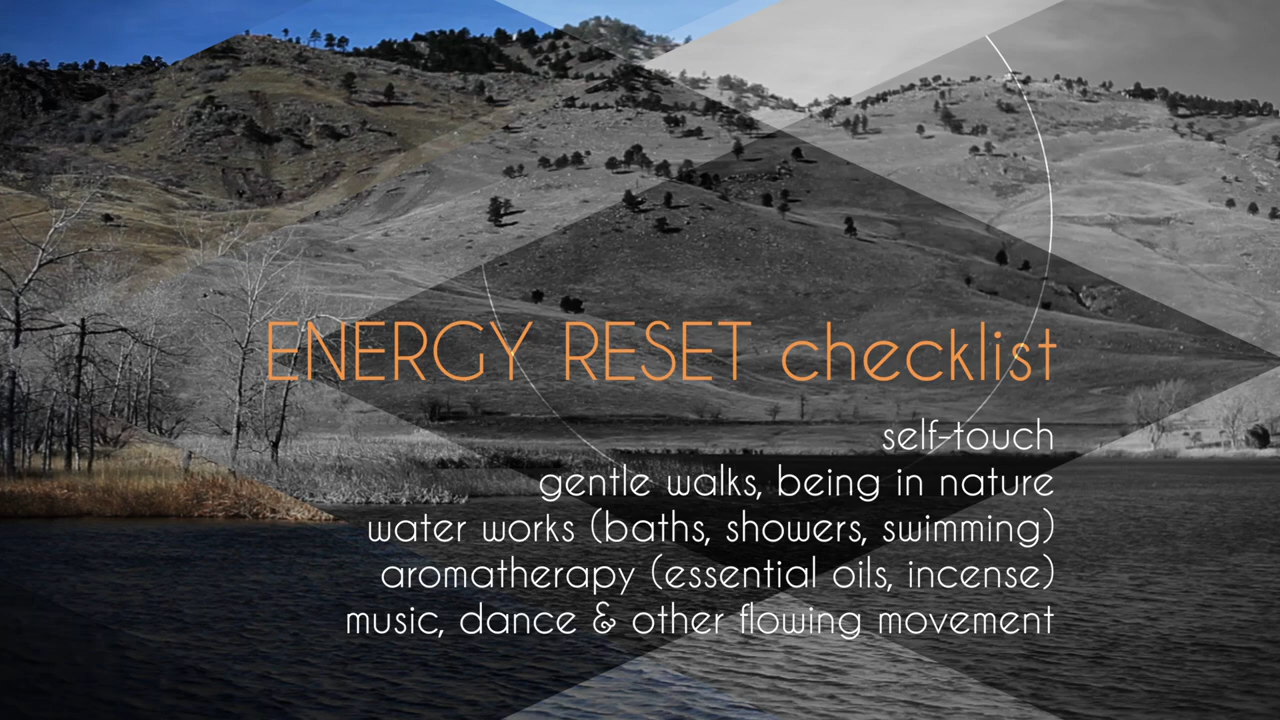 ENERGY RESET checklist
self-touch
gentle walks, being in nature
water works (baths, showers, swimming)
aromatherapy (essential oils, incense)
music, dance & other flowing movement